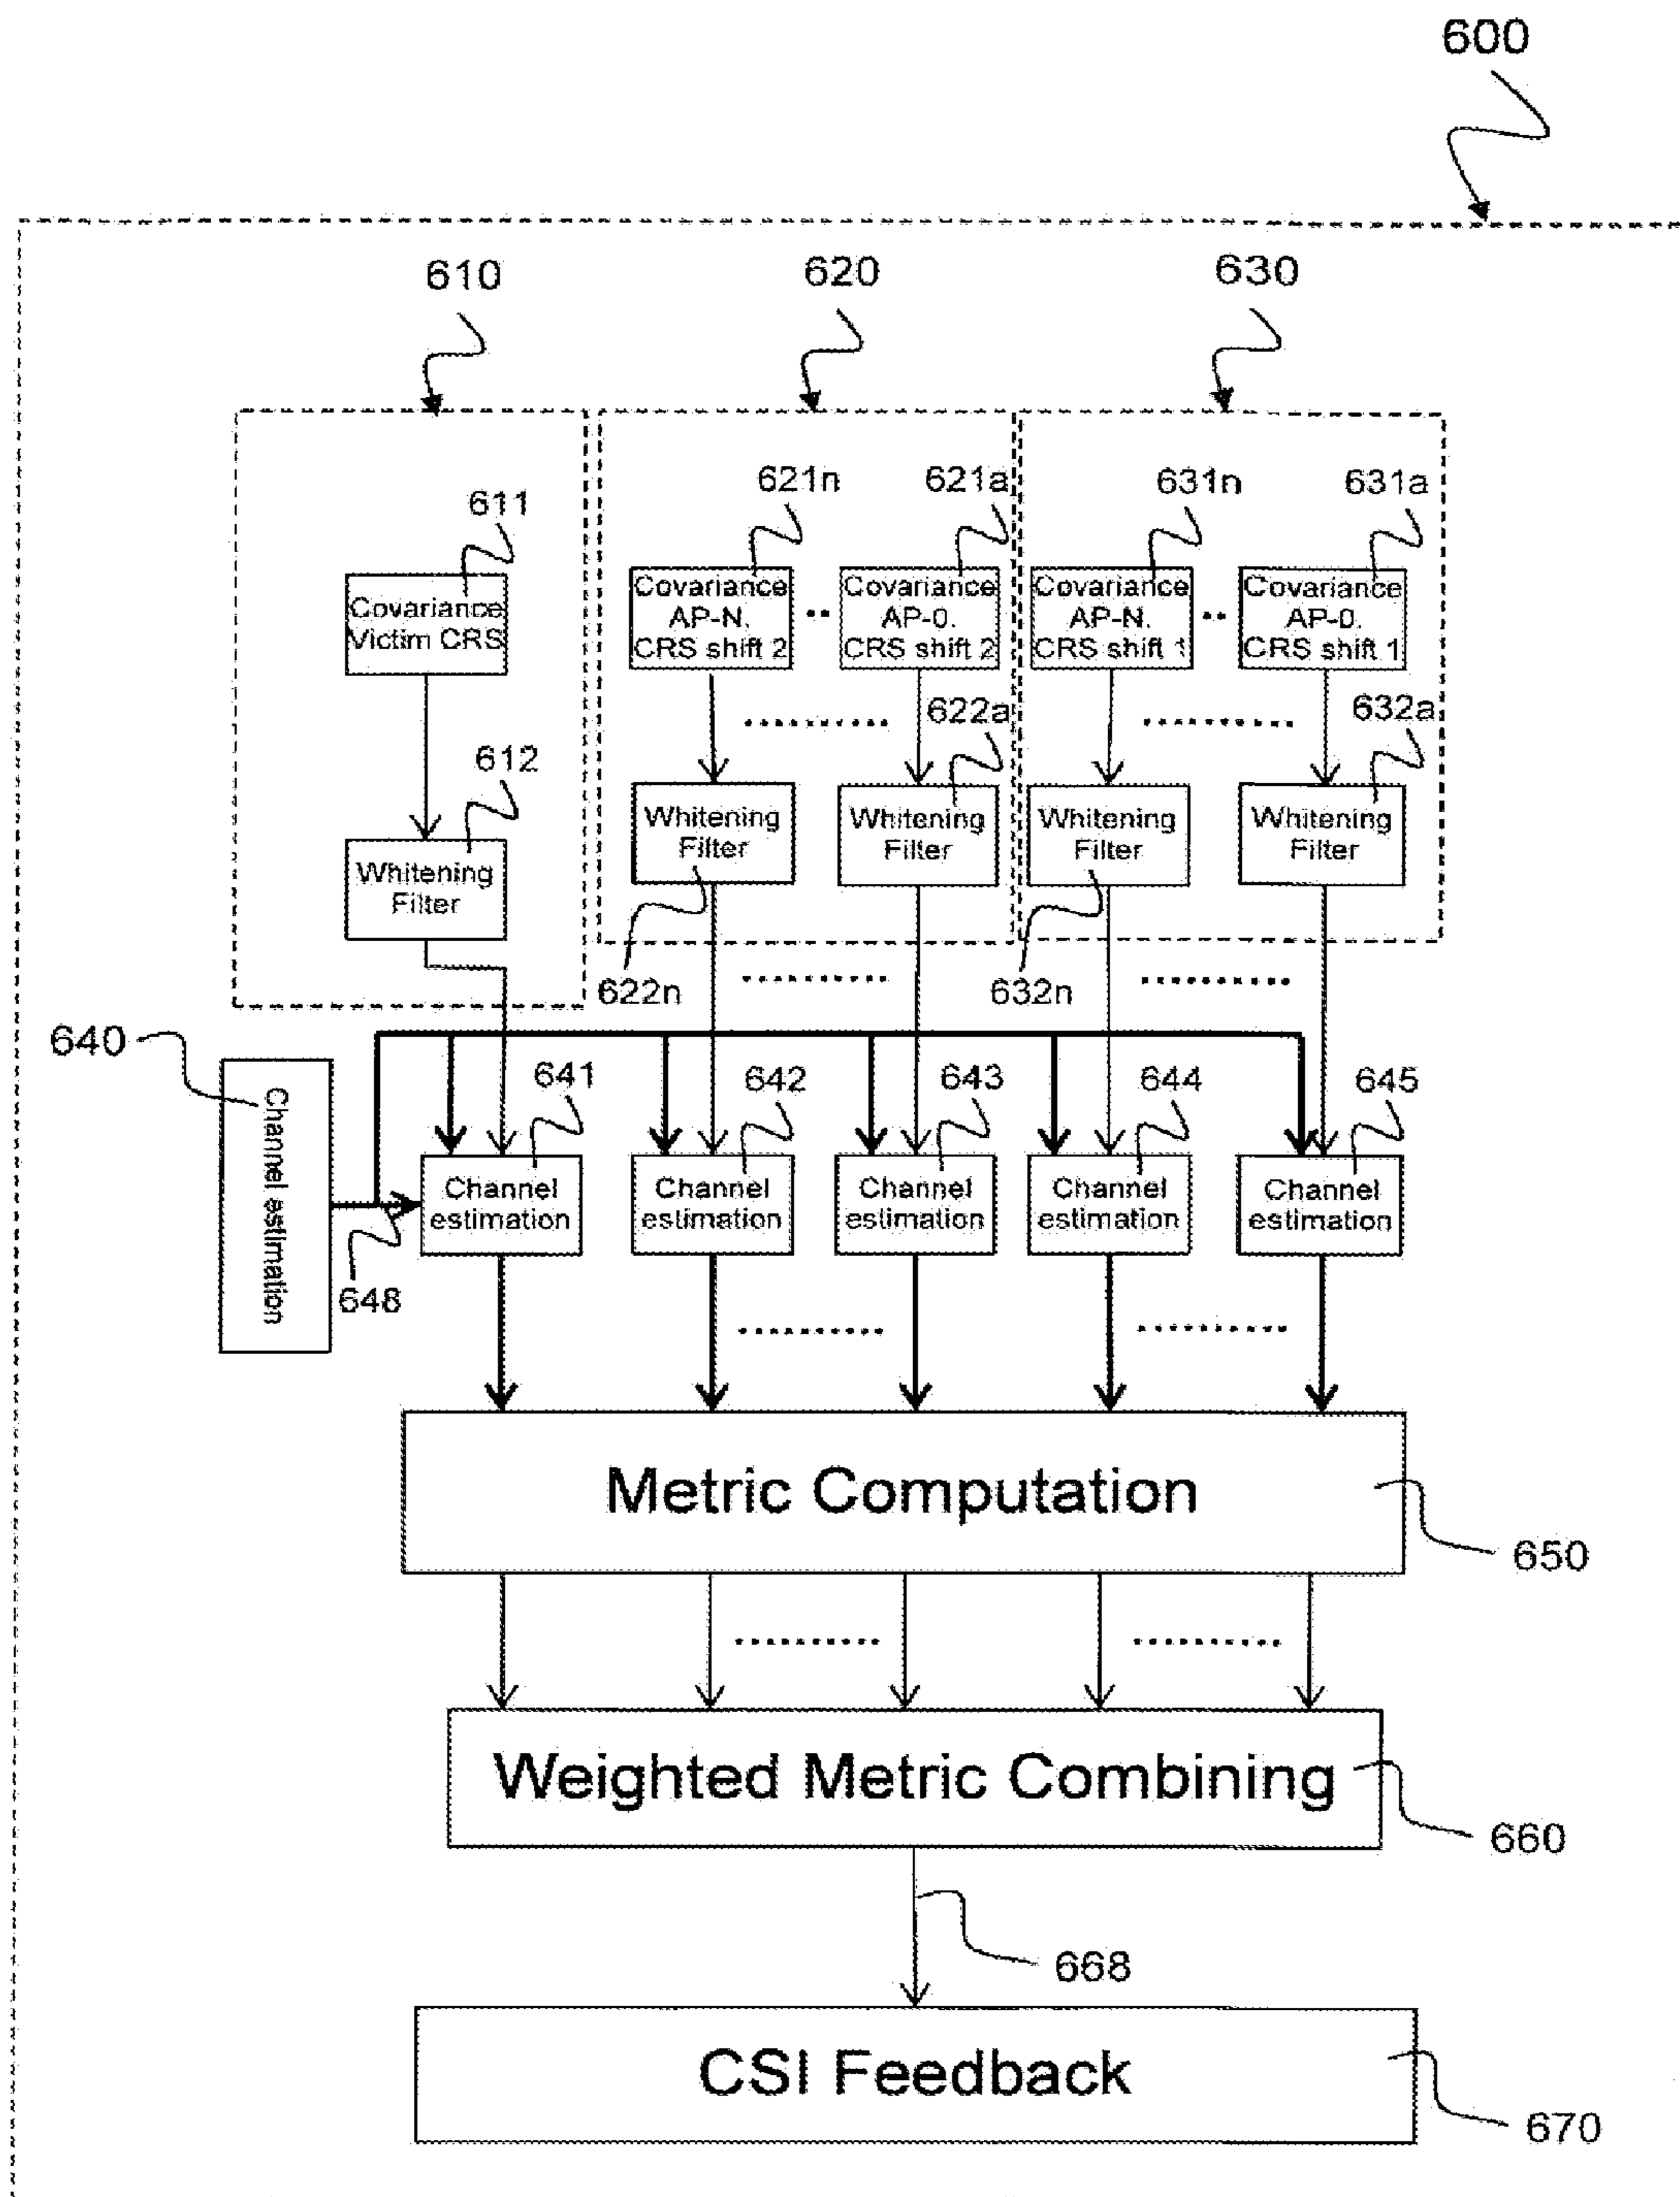 600
610
620
630
611
621n
621a
631n
631a
Covariance
Victim CRS
Covariance
AP-N.
CRS shift 2
..
Covariance
AP-0.
CRS shift 2
Covariance
AP-N.
CRS shift 1
..
Covariance
AP-0.
CRS shift 1
612
622a
632a
Whitening
Filter
Whitening
Filter
Whitening
Filter
Whitening
Filter
Whitening
Filter
622n
632n
640
Channel estimation
641
642
643
644
645
Channel
estimation
Channel
estimation
Channel
estimation
Channel
estimation
Channel
estimation
648
Metric Computation
650
Weighted Metric Combining
660
668
CSI Feedback
670